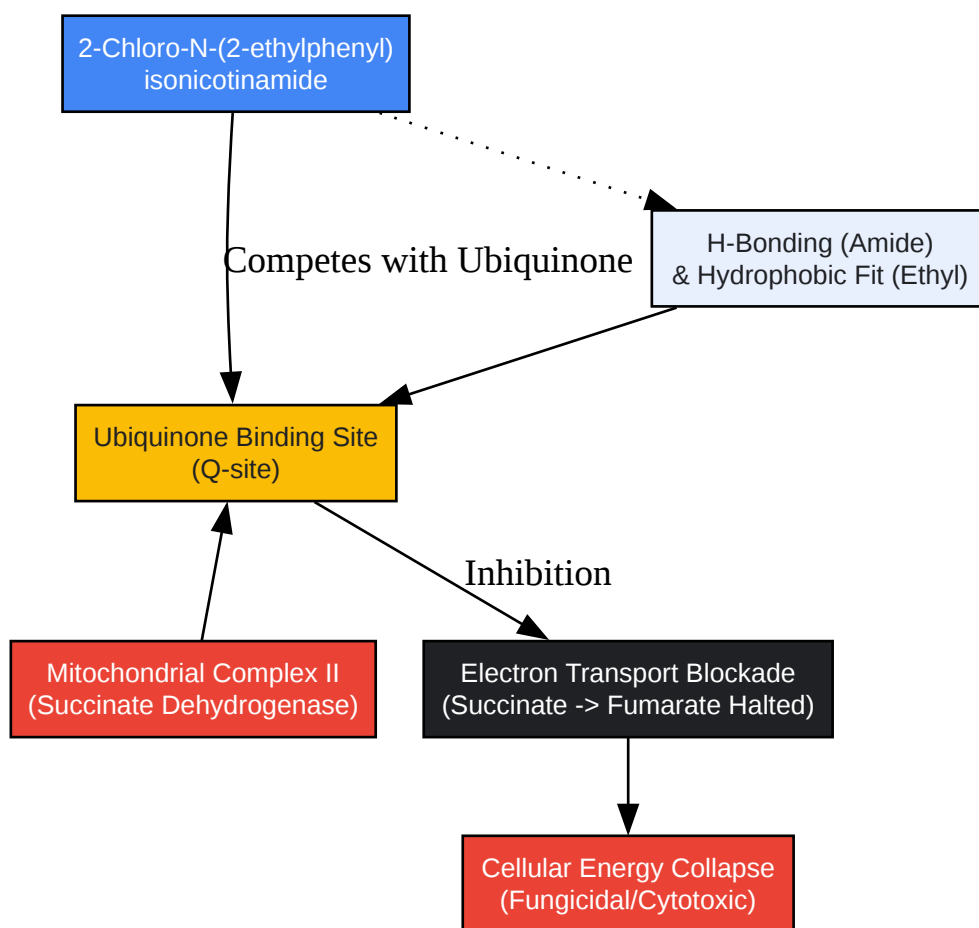 2-Chloro-N-(2-ethylphenyl)
isonicotinamide
H-Bonding (Amide)
& Hydrophobic Fit (Ethyl)
Competes with Ubiquinone
Ubiquinone Binding Site
(Q-site)
Inhibition
Mitochondrial Complex II
(Succinate Dehydrogenase)
Electron Transport Blockade
(Succinate -> Fumarate Halted)
Cellular Energy Collapse
(Fungicidal/Cytotoxic)